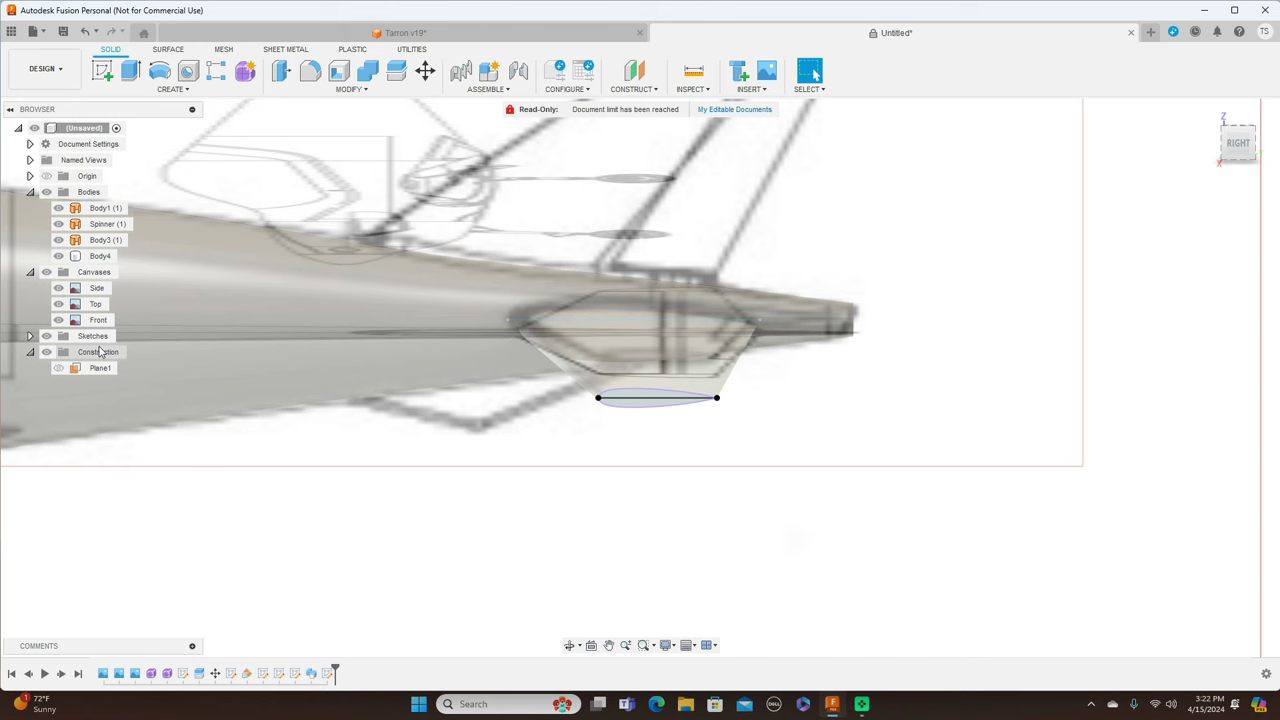 Autodesk Fusion Personal (Not for Commercial Use)
Tarron v19*
Untitled*
TS
DESIGN
SOLID
SURFACE
MESH
SHEET METAL
PLASTIC
UTILITIES
CREATE
MODIFY
ASSEMBLE
CONFIGURE
CONSTRUCT
INSPECT
INSERT
SELECT
BROWSER
Read-Only: Document limit has been reached My Editable Documents
(Unsaved)
Document Settings
Named Views
Origin
Bodies
Body1 (1)
Spinner (1)
Body3 (1)
Body4
Canvases
Side
Top
Front
Sketches
Construction
Plane1
Z
RIGHT
X
Y
COMMENTS
72°F
Sunny
Search
DELL
3:22 PM
4/15/2024